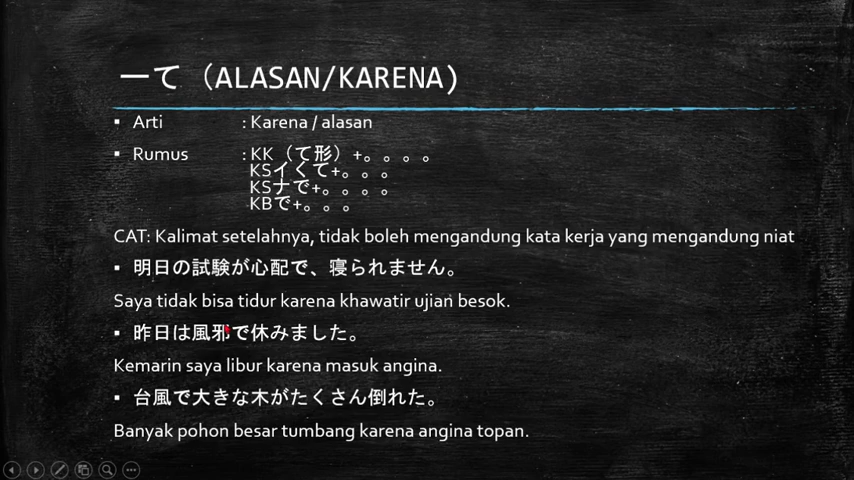 ーて（ALASAN/KARENA)
▪ Arti : Karena / alasan
▪ Rumus : KK（て形）+。。。。
KSイくて+。。。
KSナで+。。。。
KBで+。。。
CAT: Kalimat setelahnya, tidak boleh mengandung kata kerja yang mengandung niat
▪ 明日の試験が心配で、寝られません。
Saya tidak bisa tidur karena khawatir ujian besok.
▪ 昨日は風邪で休みました。
Kemarin saya libur karena masuk angina.
▪ 台風で大きな木がたくさん倒れた。
Banyak pohon besar tumbang karena angina topan.